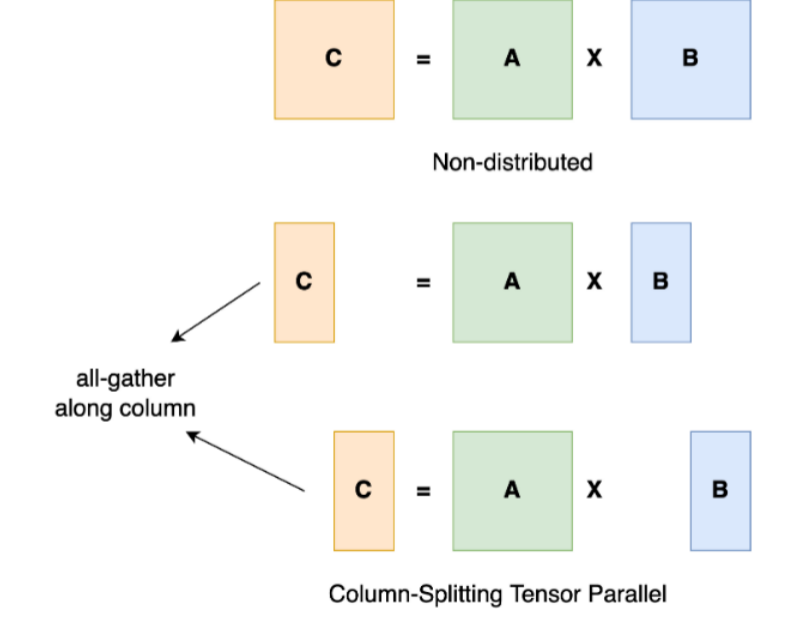 C = A X B
Non-distributed
C = A X B
all-gather
along column
C = A X B
Column-Splitting Tensor Parallel